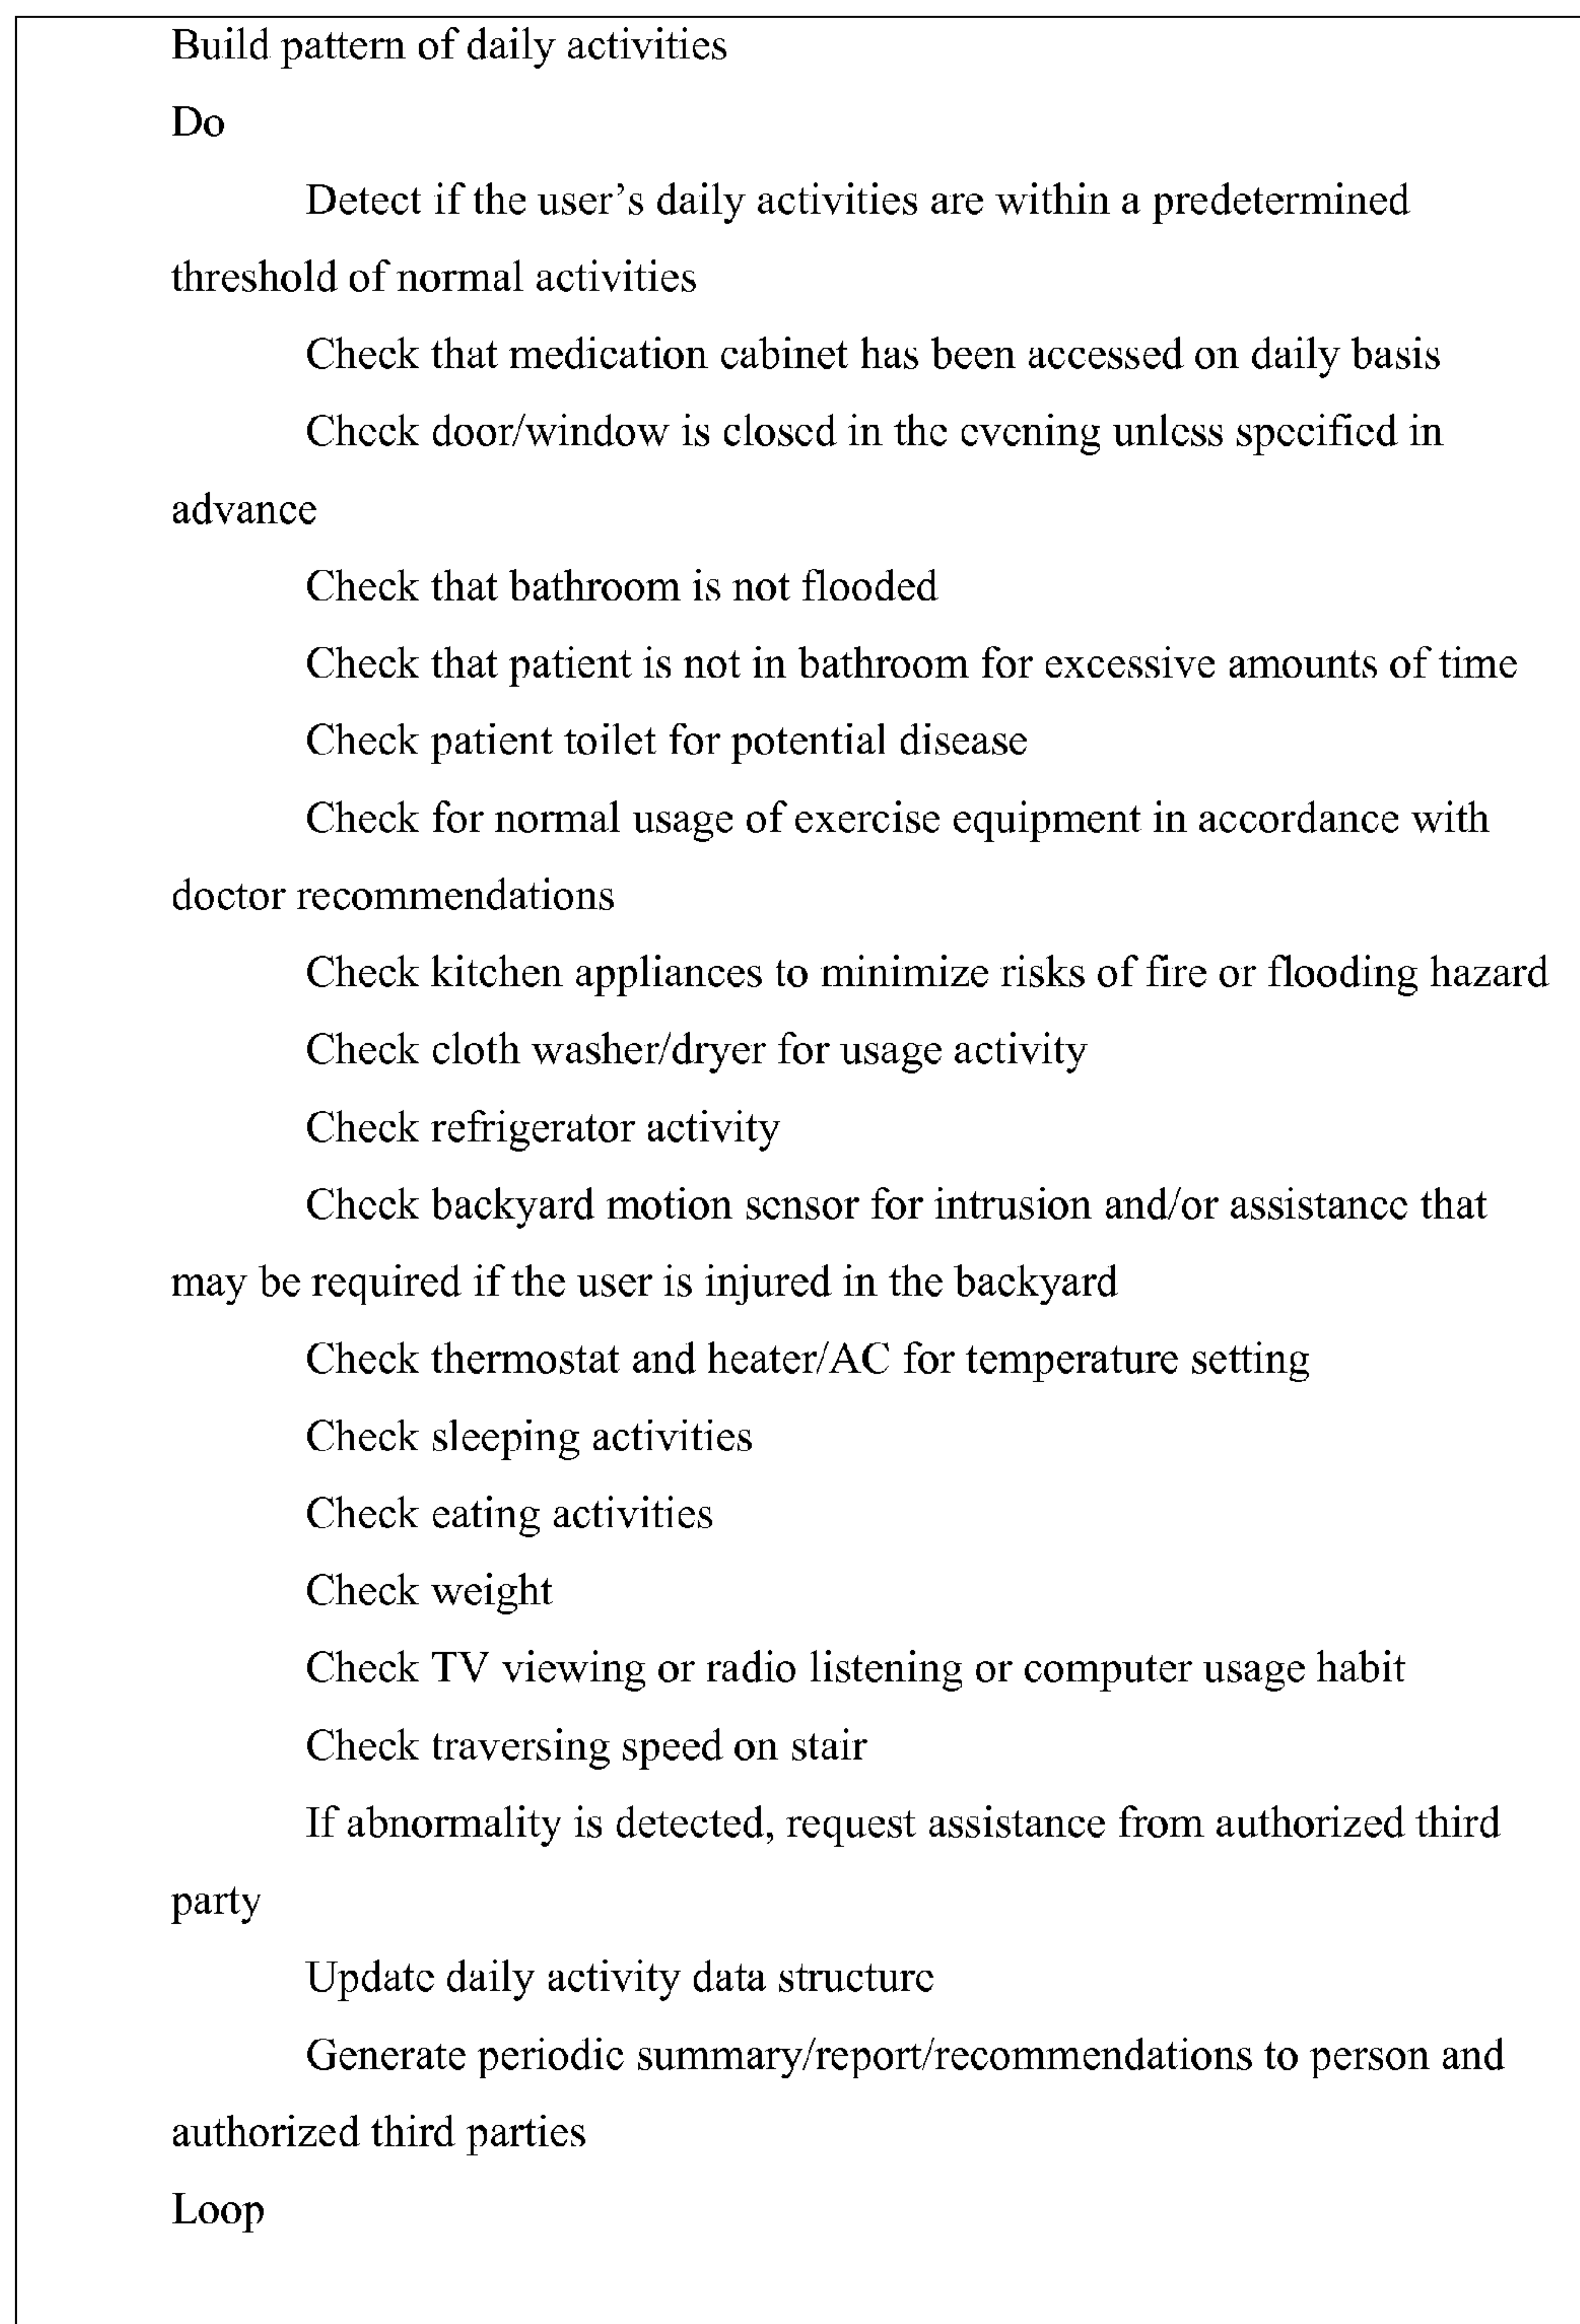 Build pattern of daily activities
Do
Detect if the user’s daily activities are within a predetermined
threshold of normal activities
Check that medication cabinet has been accessed on daily basis
Check door/window is closed in the evening unless specified in
advance
Check that bathroom is not flooded
Check that patient is not in bathroom for excessive amounts of time
Check patient toilet for potential disease
Check for normal usage of exercise equipment in accordance with
doctor recommendations
Check kitchen appliances to minimize risks of fire or flooding hazard
Check cloth washer/dryer for usage activity
Check refrigerator activity
Check backyard motion sensor for intrusion and/or assistance that
may be required if the user is injured in the backyard
Check thermostat and heater/AC for temperature setting
Check sleeping activities
Check eating activities
Check weight
Check TV viewing or radio listening or computer usage habit
Check traversing speed on stair
If abnormality is detected, request assistance from authorized third
party
Update daily activity data structure
Generate periodic summary/report/recommendations to person and
authorized third parties
Loop